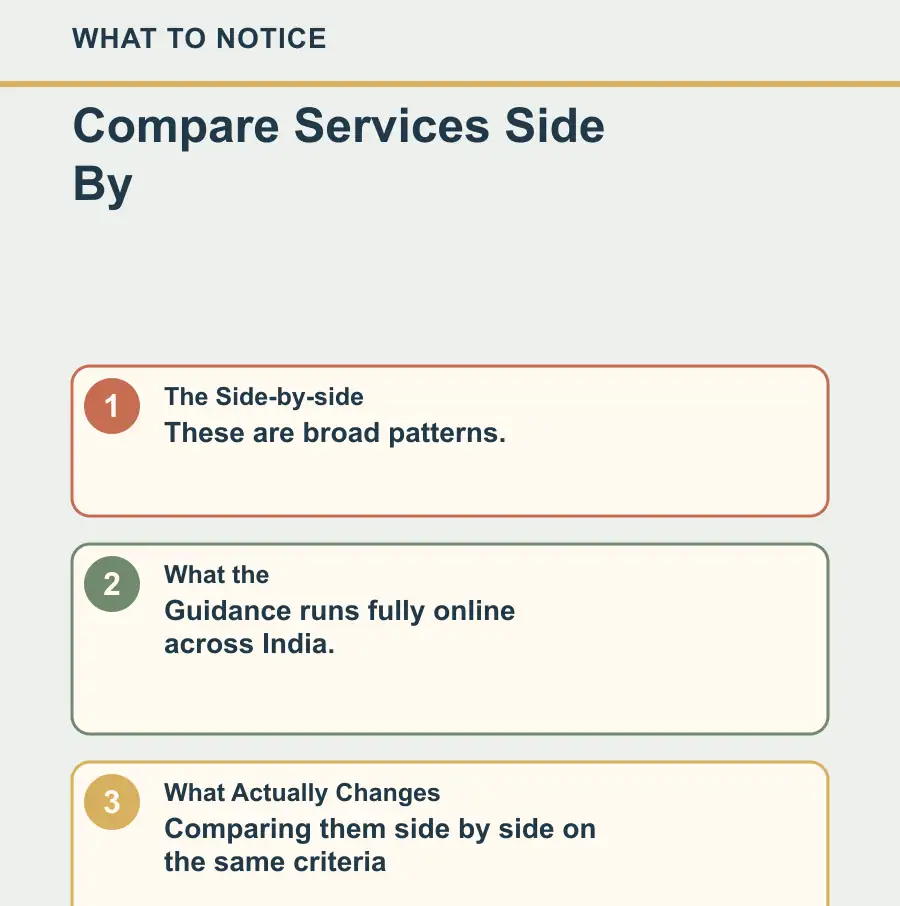 WHAT TO NOTICE
Compare Services Side
By
1
The Side-by-side
These are broad patterns.
2
What the
Guidance runs fully online
across India.
3
What Actually Changes
Comparing them side by side on
the same criteria